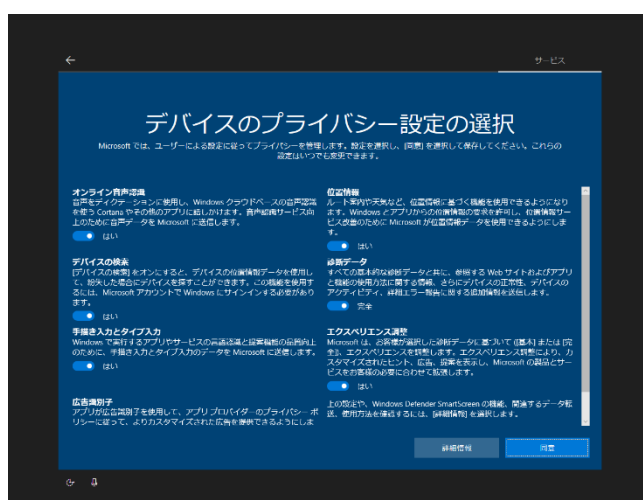 サービス
デバイスのプライバシー設定の選択
Microsoft では、ユーザーによる設定に従ってプライバシーを管理します。設定を選択し、[同意] を選択して保存してください。これらの
設定はいつでも変更できます。
オンライン音声認識
音声をディクテーションに使用し、Windows クラウドベースの音声認識
を使う Cortana やその他のアプリに話しかけます。音声認識サービス向
上のために音声データを Microsoft に送信します。
はい
デバイスの検索
[デバイスの検索] をオンにすると、デバイスの位置情報データを使用し
て、紛失した場合にデバイスを探すことができます。この機能を使用す
るには、Microsoft アカウントで Windows にサインインする必要があり
ます。
はい
手描き入力とタイプ入力
Windows で実行するアプリやサービスの言語認識と提案機能の品質向上
のために、手描き入力とタイプ入力のデータを Microsoft に送信します。
はい
広告識別子
アプリが広告識別子を使用して、アプリ プロバイダーのプライバシー ポ
リシーに従って、よりカスタマイズされた広告を提供できるようにしま
位置情報
ルート案内や天気など、位置情報に基づく機能を使用できるようになり
ます。Windows とアプリからの位置情報の要求を許可し、位置情報サー
ビス改善のために Microsoft が位置情報データを使用できるようにしま
す。
はい
診断データ
すべての基本的な診断データと共に、参照する Web サイトおよびアプリ
と機能の使用方法に関する情報、さらにデバイスの正常性、デバイスの
アクティビティ、詳細エラー報告に関する追加情報を送信します。
完全
エクスペリエンス調整
Microsoft は、お客様が選択した診断データに基づいて ([基本] または [完
全])、エクスペリエンスを調整します。エクスペリエンス調整により、カ
スタマイズされたヒント、広告、提案を表示し、Microsoft の製品とサー
ビスをお客様の必要に合わせて拡張します。
はい
上の設定や、Windows Defender SmartScreen の機能、関連するデータ転
送、使用方法を確認するには、[詳細情報] を選択します。
詳細情報
同意